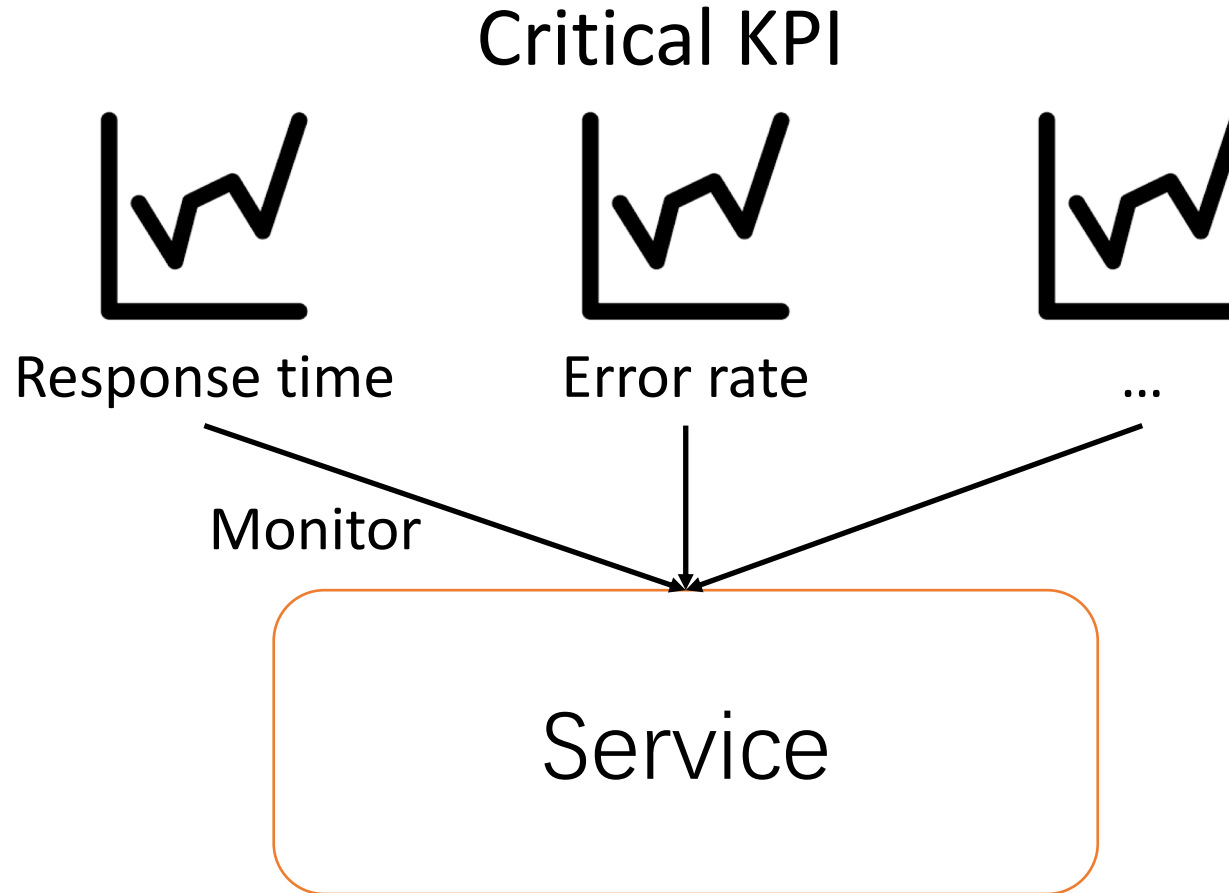 Critical KPI
Response time
Error rate
...
Monitor
Service